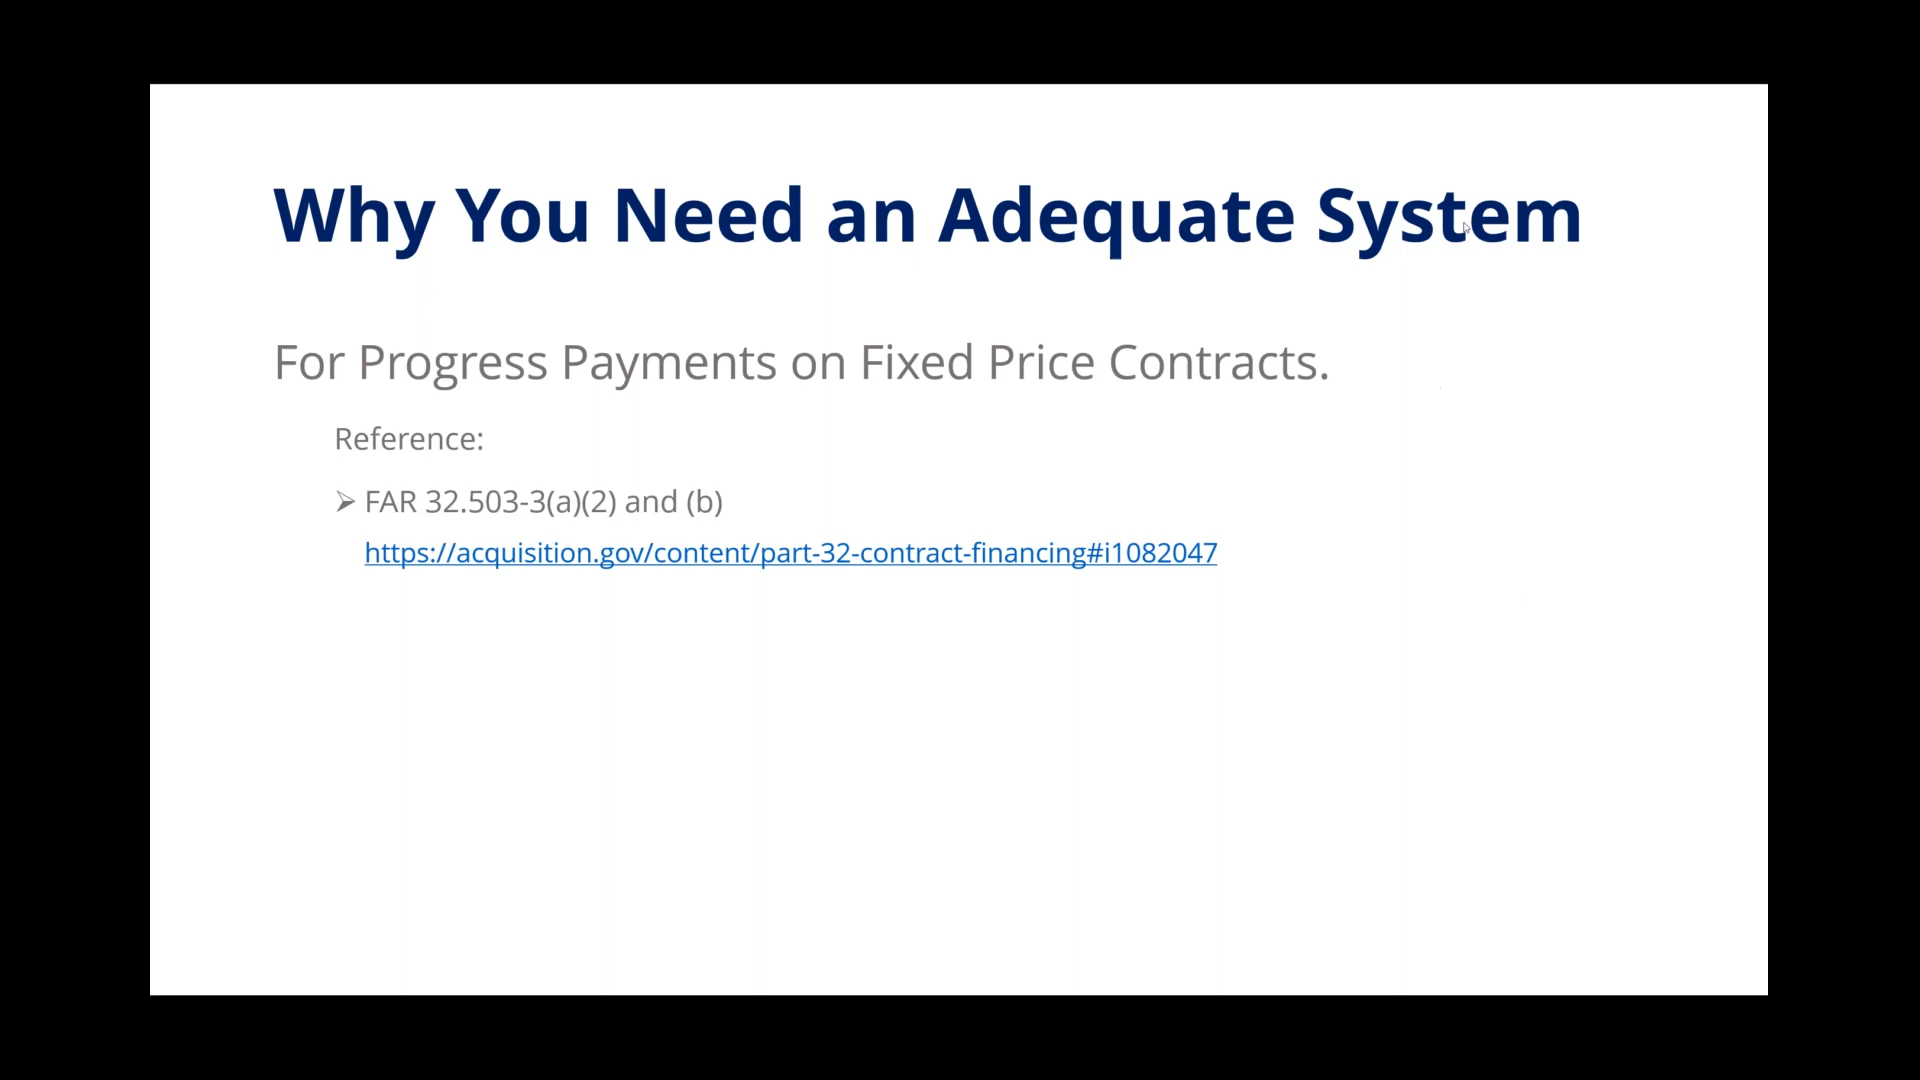 Why You Need an Adequate System
For Progress Payments on Fixed Price Contracts.
Reference:
➢ FAR 32.503-3(a)(2) and (b)
https://acquisition.gov/content/part-32-contract-financing#i1082047